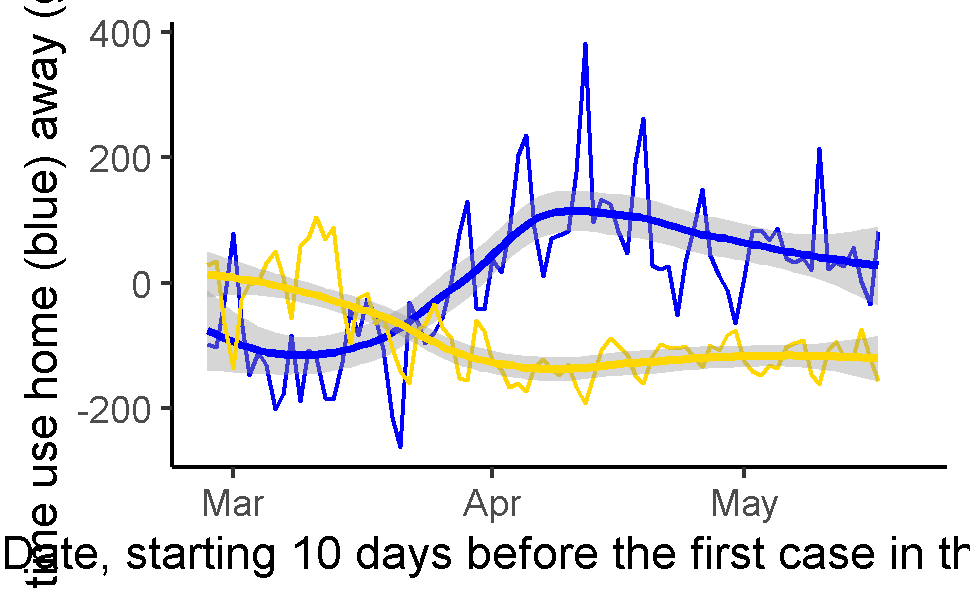 time use home (blue) away (
400
200
0
-200
Mar Apr May
Date, starting 10 days before the first case in th